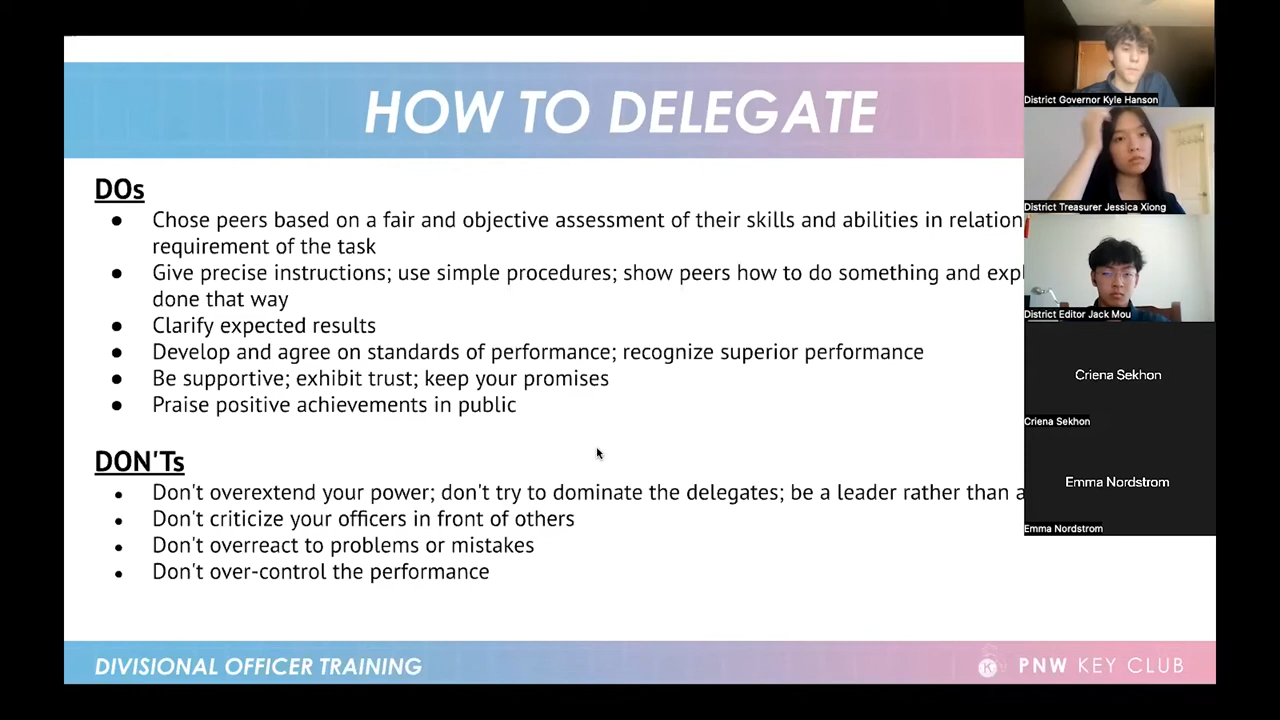 HOW TO DELEGATE
DOs
● Chose peers based on a fair and objective assessment of their skills and abilities in relation
requirement of the task
● Give precise instructions; use simple procedures; show peers how to do something and expl
done that way
● Clarify expected results
● Develop and agree on standards of performance; recognize superior performance
● Be supportive; exhibit trust; keep your promises
● Praise positive achievements in public
DON'Ts
● Don't overextend your power; don't try to dominate the delegates; be a leader rather than a
● Don't criticize your officers in front of others
● Don't overreact to problems or mistakes
● Don't over-control the performance
DIVISIONAL OFFICER TRAINING
K
PNW KEY CLUB
District Governor Kyle Hanson
District Treasurer Jessica Xiong
District Editor Jack Mou
Criena Sekhon
Criena Sekhon
Emma Nordstrom
Emma Nordstrom